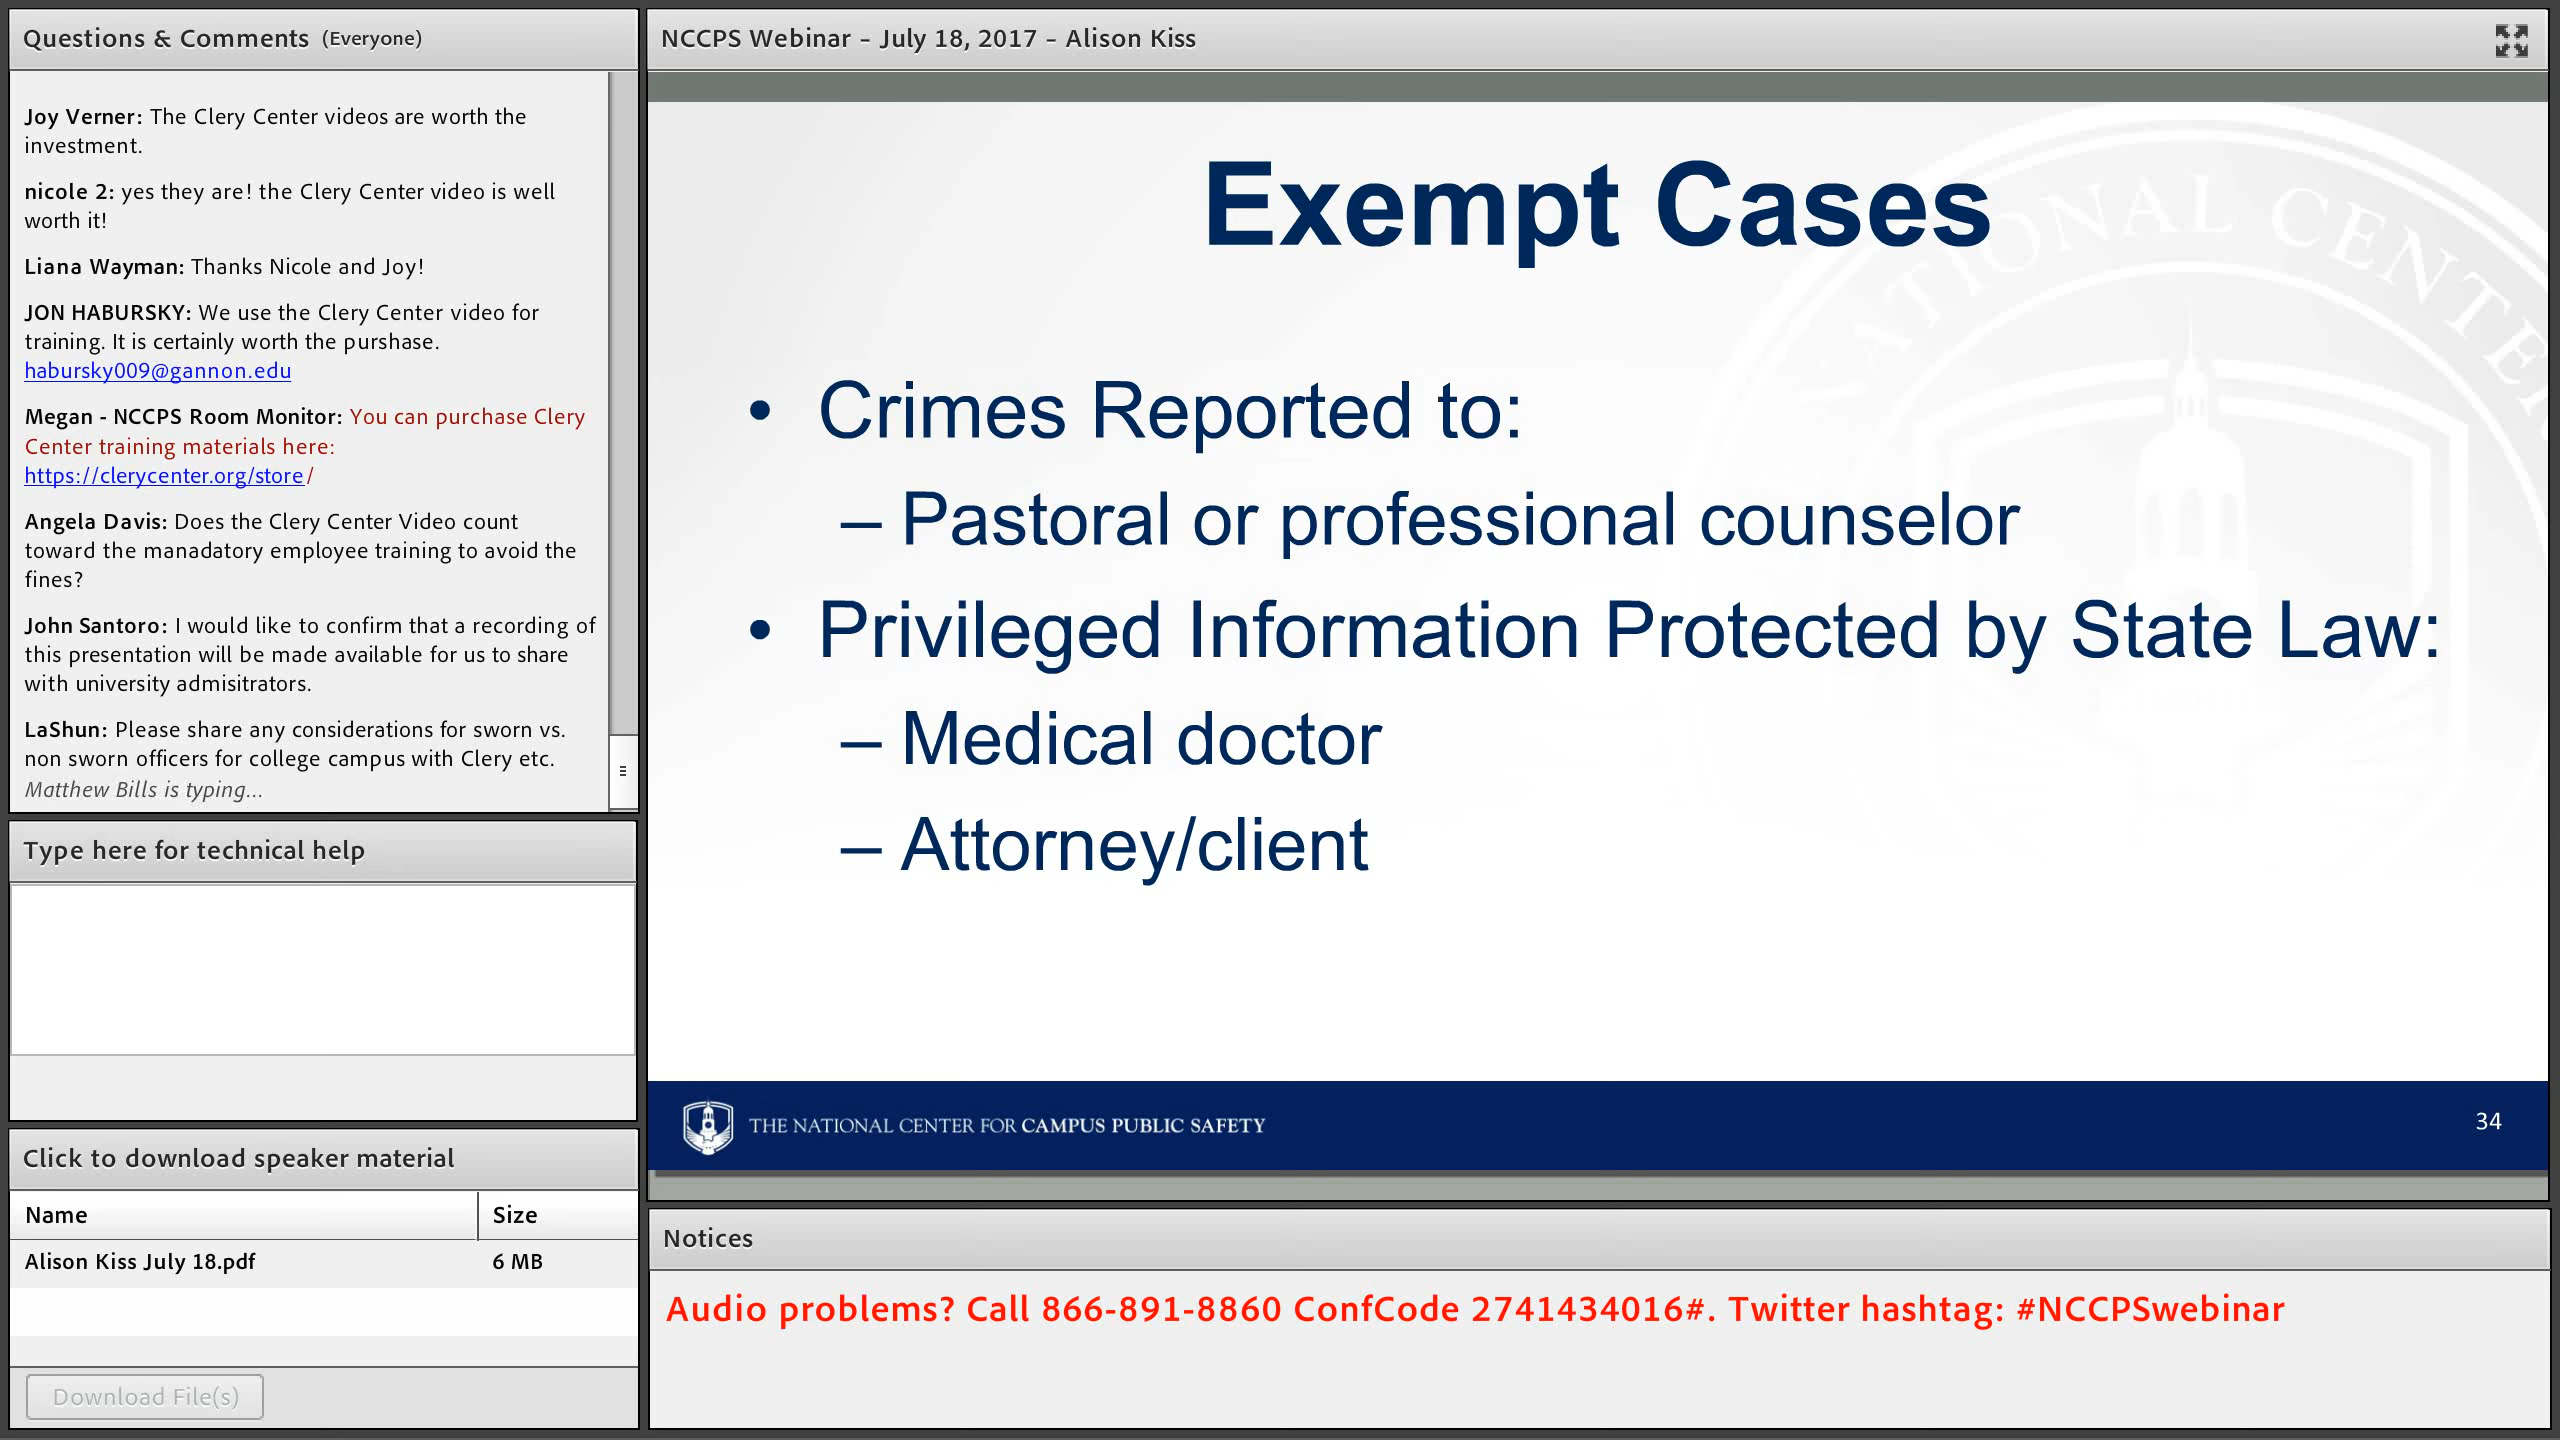 Questions & Comments (Everyone)
Joy Verner: The Clery Center videos are worth the
investment.
nicole 2: yes they are! the Clery Center video is well
worth it!
Liana Wayman: Thanks Nicole and Joy!
JON HABURSKY: We use the Clery Center video for
training. It is certainly worth the purshase.
habursky009@gannon.edu
Megan - NCCPS Room Monitor: You can purchase Clery
Center training materials here:
https://clerycenter.org/store/
Angela Davis: Does the Clery Center Video count
toward the manadatory employee training to avoid the
fines?
John Santoro: I would like to confirm that a recording of
this presentation will be made available for us to share
with university admisitrators.
LaShun: Please share any considerations for sworn vs.
non sworn officers for college campus with Clery etc.
Matthew Bills is typing...
Type here for technical help
Click to download speaker material
Name Size
Alison Kiss July 18.pdf 6 MB
Download File(s)
NCCPS Webinar - July 18, 2017 - Alison Kiss
NATIONAL CENTER
Exempt Cases
• Crimes Reported to:
– Pastoral or professional counselor
• Privileged Information Protected by State Law:
– Medical doctor
– Attorney/client
THE NATIONAL CENTER FOR CAMPUS PUBLIC SAFETY
34
Notices
Audio problems? Call 866-891-8860 ConfCode 2741434016#. Twitter hashtag: #NCCPSwebinar